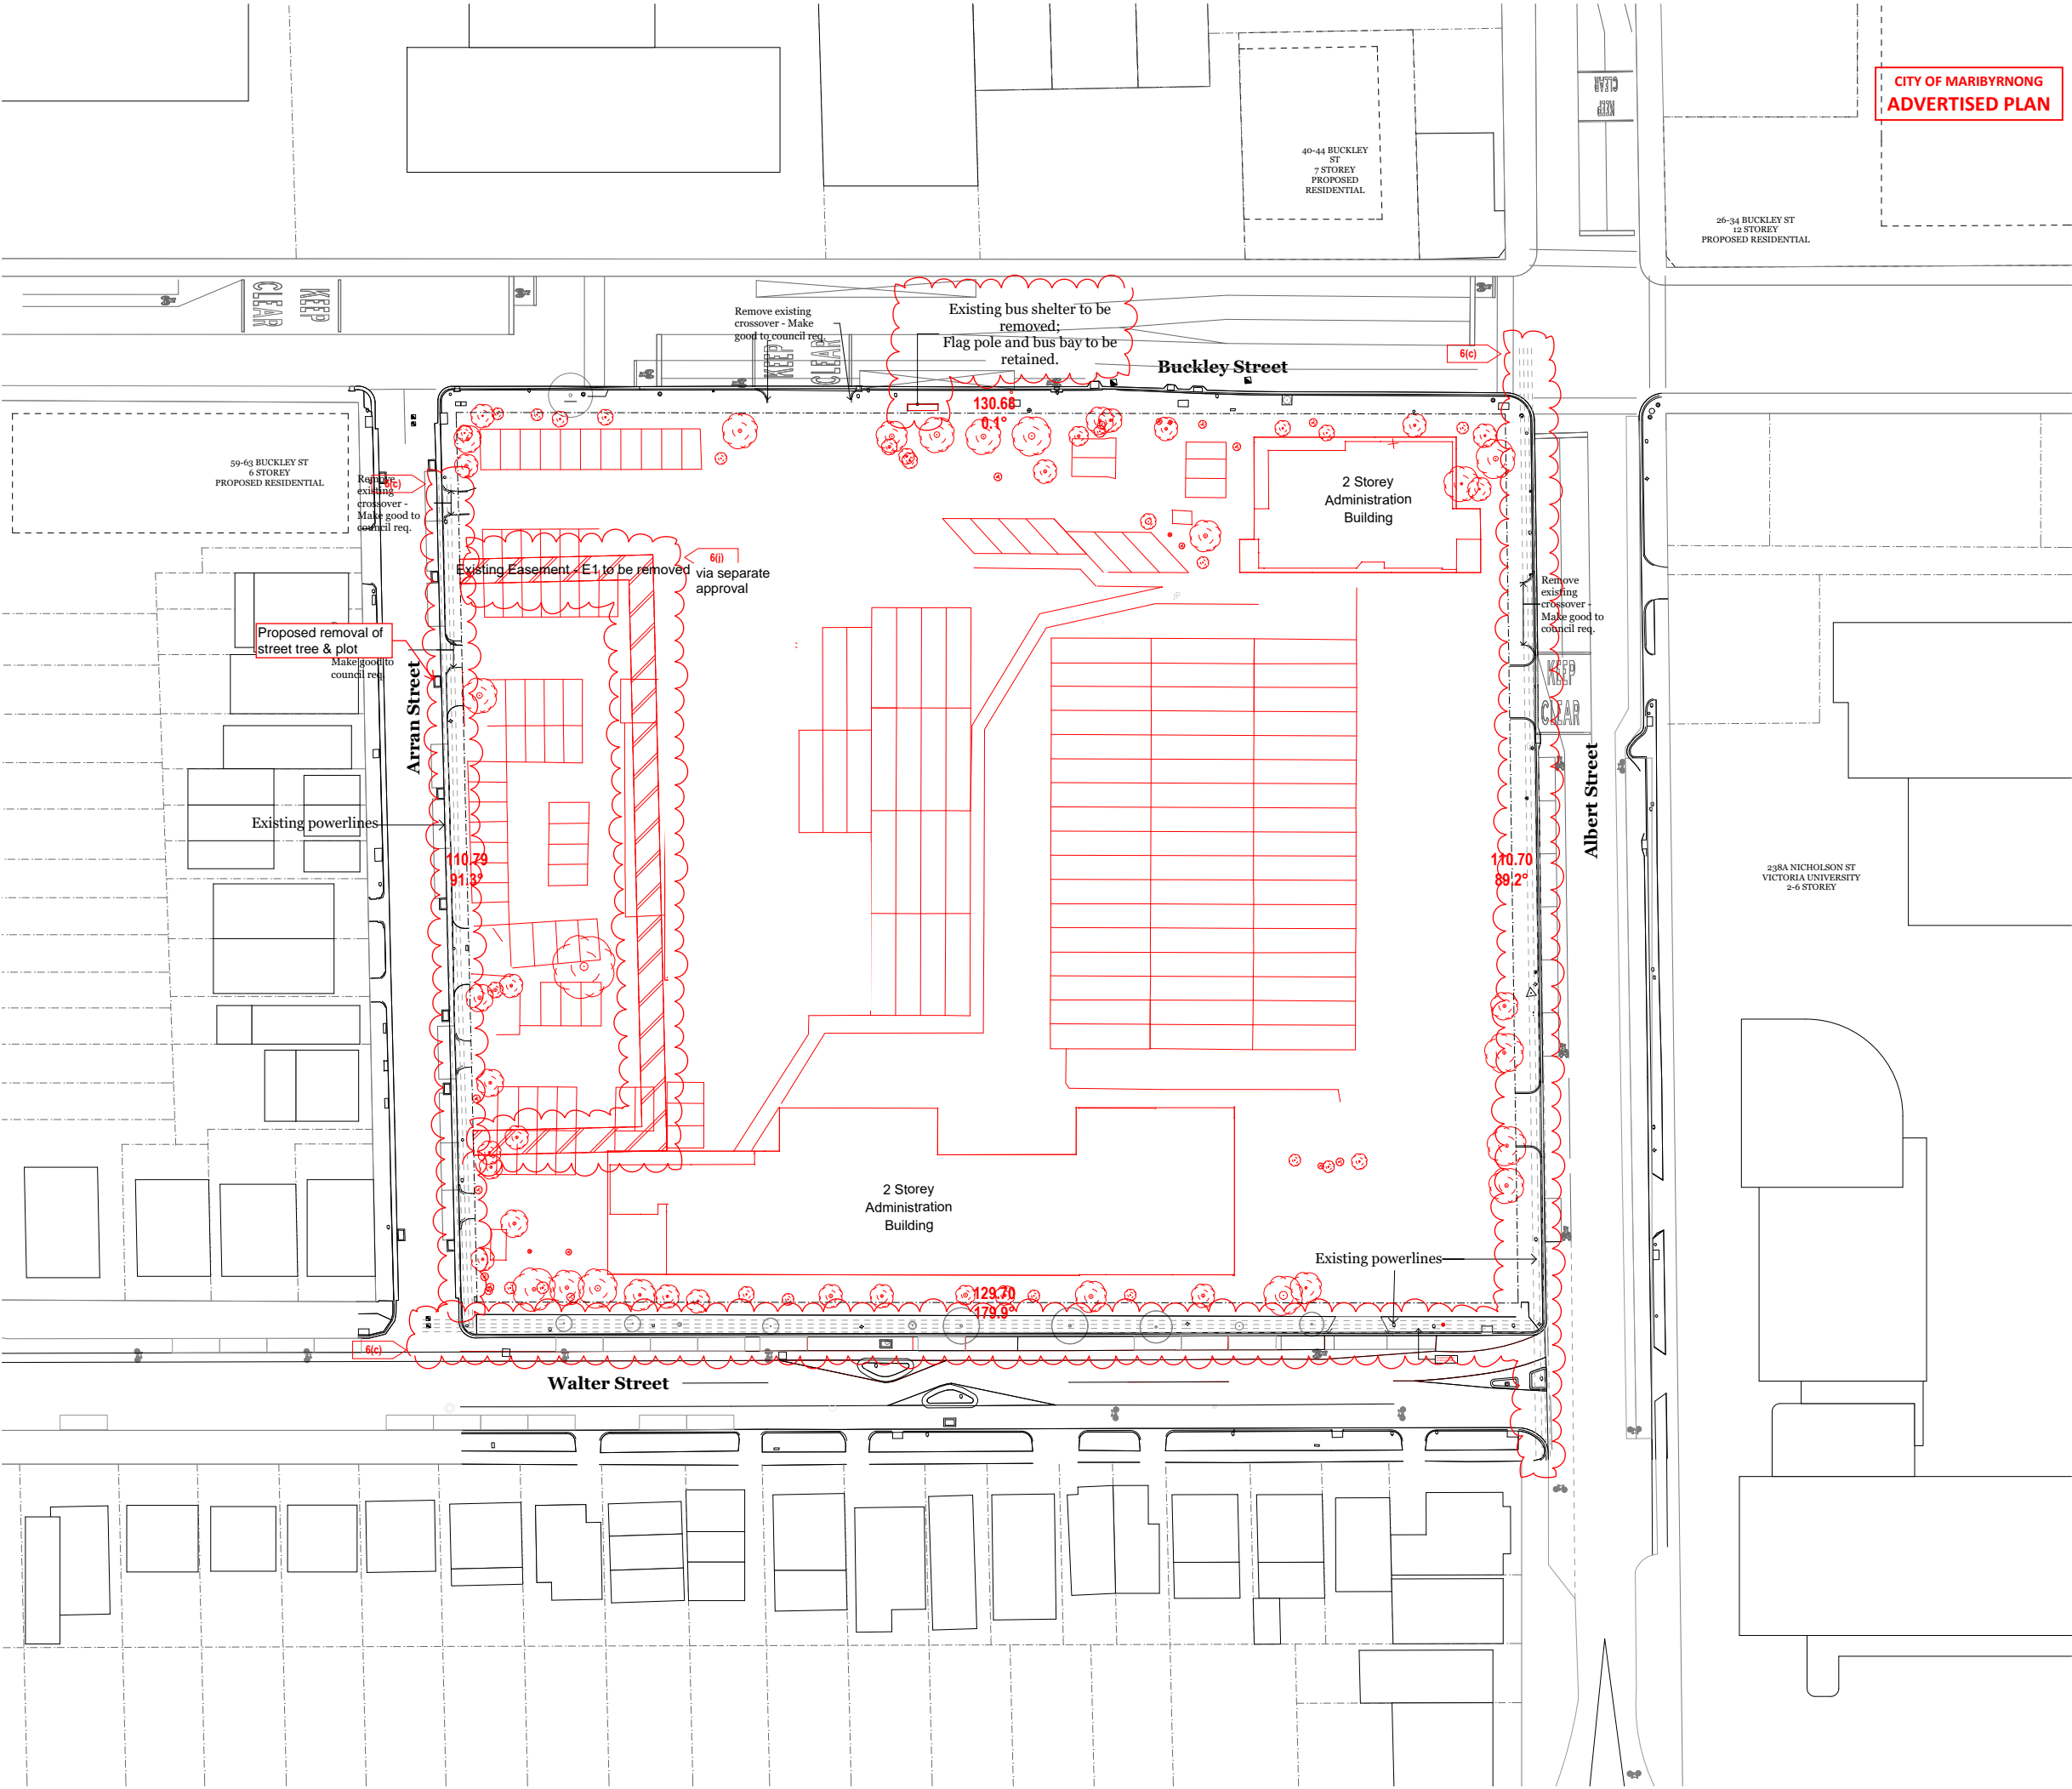 CITY OF MARIBYRNONG
ADVERTISED PLAN
KEEP
CLEAR
40-44 BUCKLEY
ST
7 STOREY
PROPOSED
RESIDENTIAL
26-34 BUCKLEY ST
12 STOREY
PROPOSED RESIDENTIAL
KEEP
CLEAR
Remove existing
crossover - Make
good to council req.
KEEP
CLEAR
Existing bus shelter to be
removed;
Flag pole and bus bay to be
retained.
Buckley Street
6(c)
130.68
0.1°
59-63 BUCKLEY ST
6 STOREY
PROPOSED RESIDENTIAL
6(c)
Remove
existing
crossover -
Make good to
council req.
2 Storey
Administration
Building
6(j)
Existing Easement - E1 to be removed
via separate
approval
Remove
existing
crossover -
Make good to
council req.
Proposed removal of
street tree & plot
Make good to
council req.
Arran Street
KEEP
CLEAR
Albert Street
Existing powerlines
110.79
91.3°
110.70
89.2°
238A NICHOLSON ST
VICTORIA UNIVERSITY
2-6 STOREY
2 Storey
Administration
Building
Existing powerlines
129.70
179.9°
6(c)
Walter Street